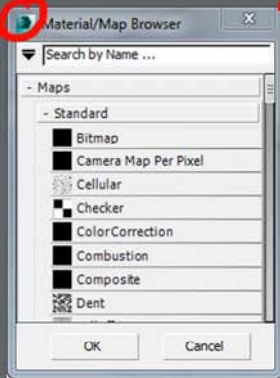 Material/Map Browser
Search by Name ...
- Maps
- Standard
Bitmap
Camera Map Per Pixel
Cellular
Checker
ColorCorrection
Combustion
Composite
Dent
OK
Cancel